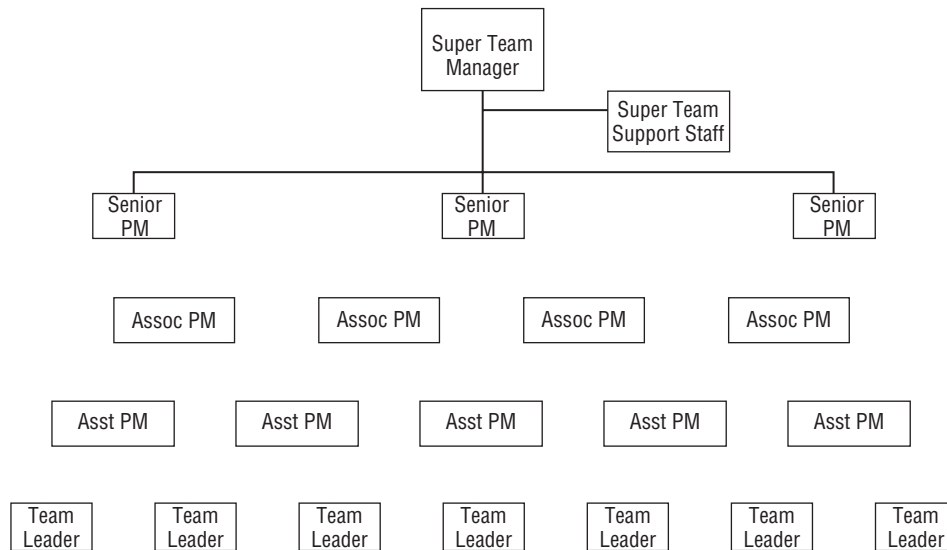 Super Team
Manager
Super Team
Support Staff
Senior
PM
Senior
PM
Senior
PM
Assoc PM
Assoc PM
Assoc PM
Assoc PM
Asst PM
Asst PM
Asst PM
Asst PM
Asst PM
Team
Leader
Team
Leader
Team
Leader
Team
Leader
Team
Leader
Team
Leader
Team
Leader